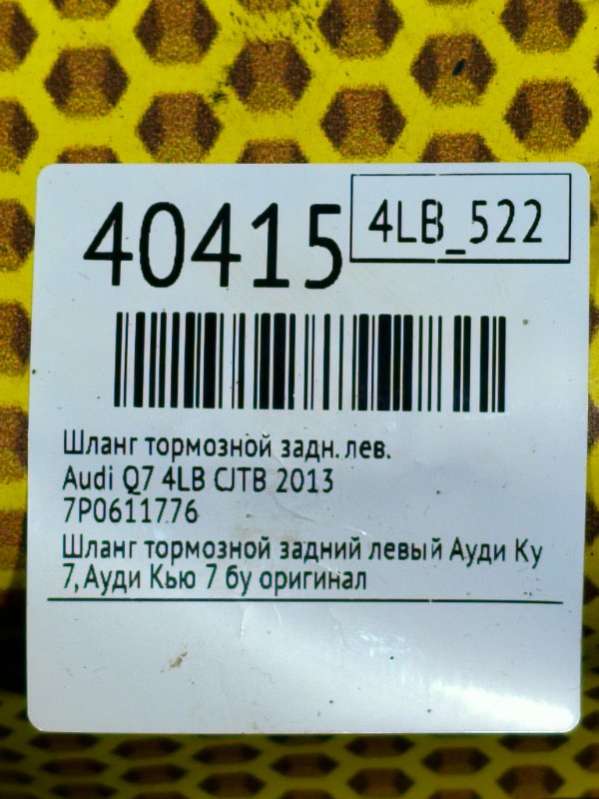 40415
4LB_522
Шланг тормозной задн. лев.
Audi Q7 4LB CJTB 2013
7P0611776
Шланг тормозной задний левый Ауди Ку
7, Ауди Кью 7 бу оригинал